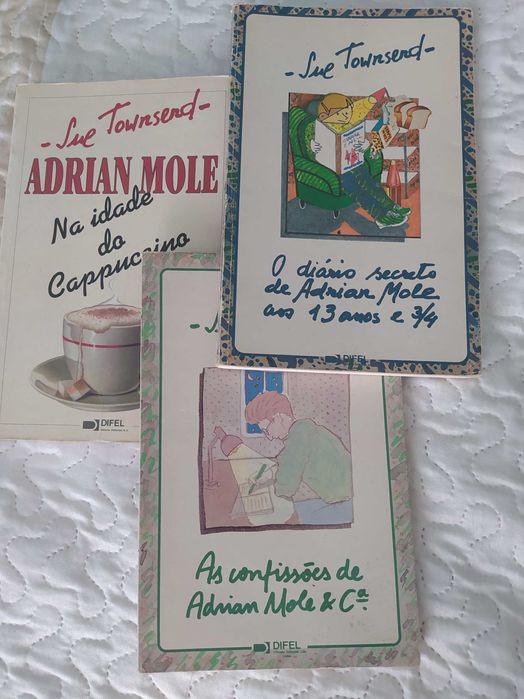 - Sue Townsend -
ADRIAN MOLE
Na idade
do
Cappuccino
DIFEL
- Sue Townsend -
O diário secreto
de Adrian Mole
aos 13 anos e 3/4
DIFEL
As confissões de
Adrian Mole & Cª.
DIFEL